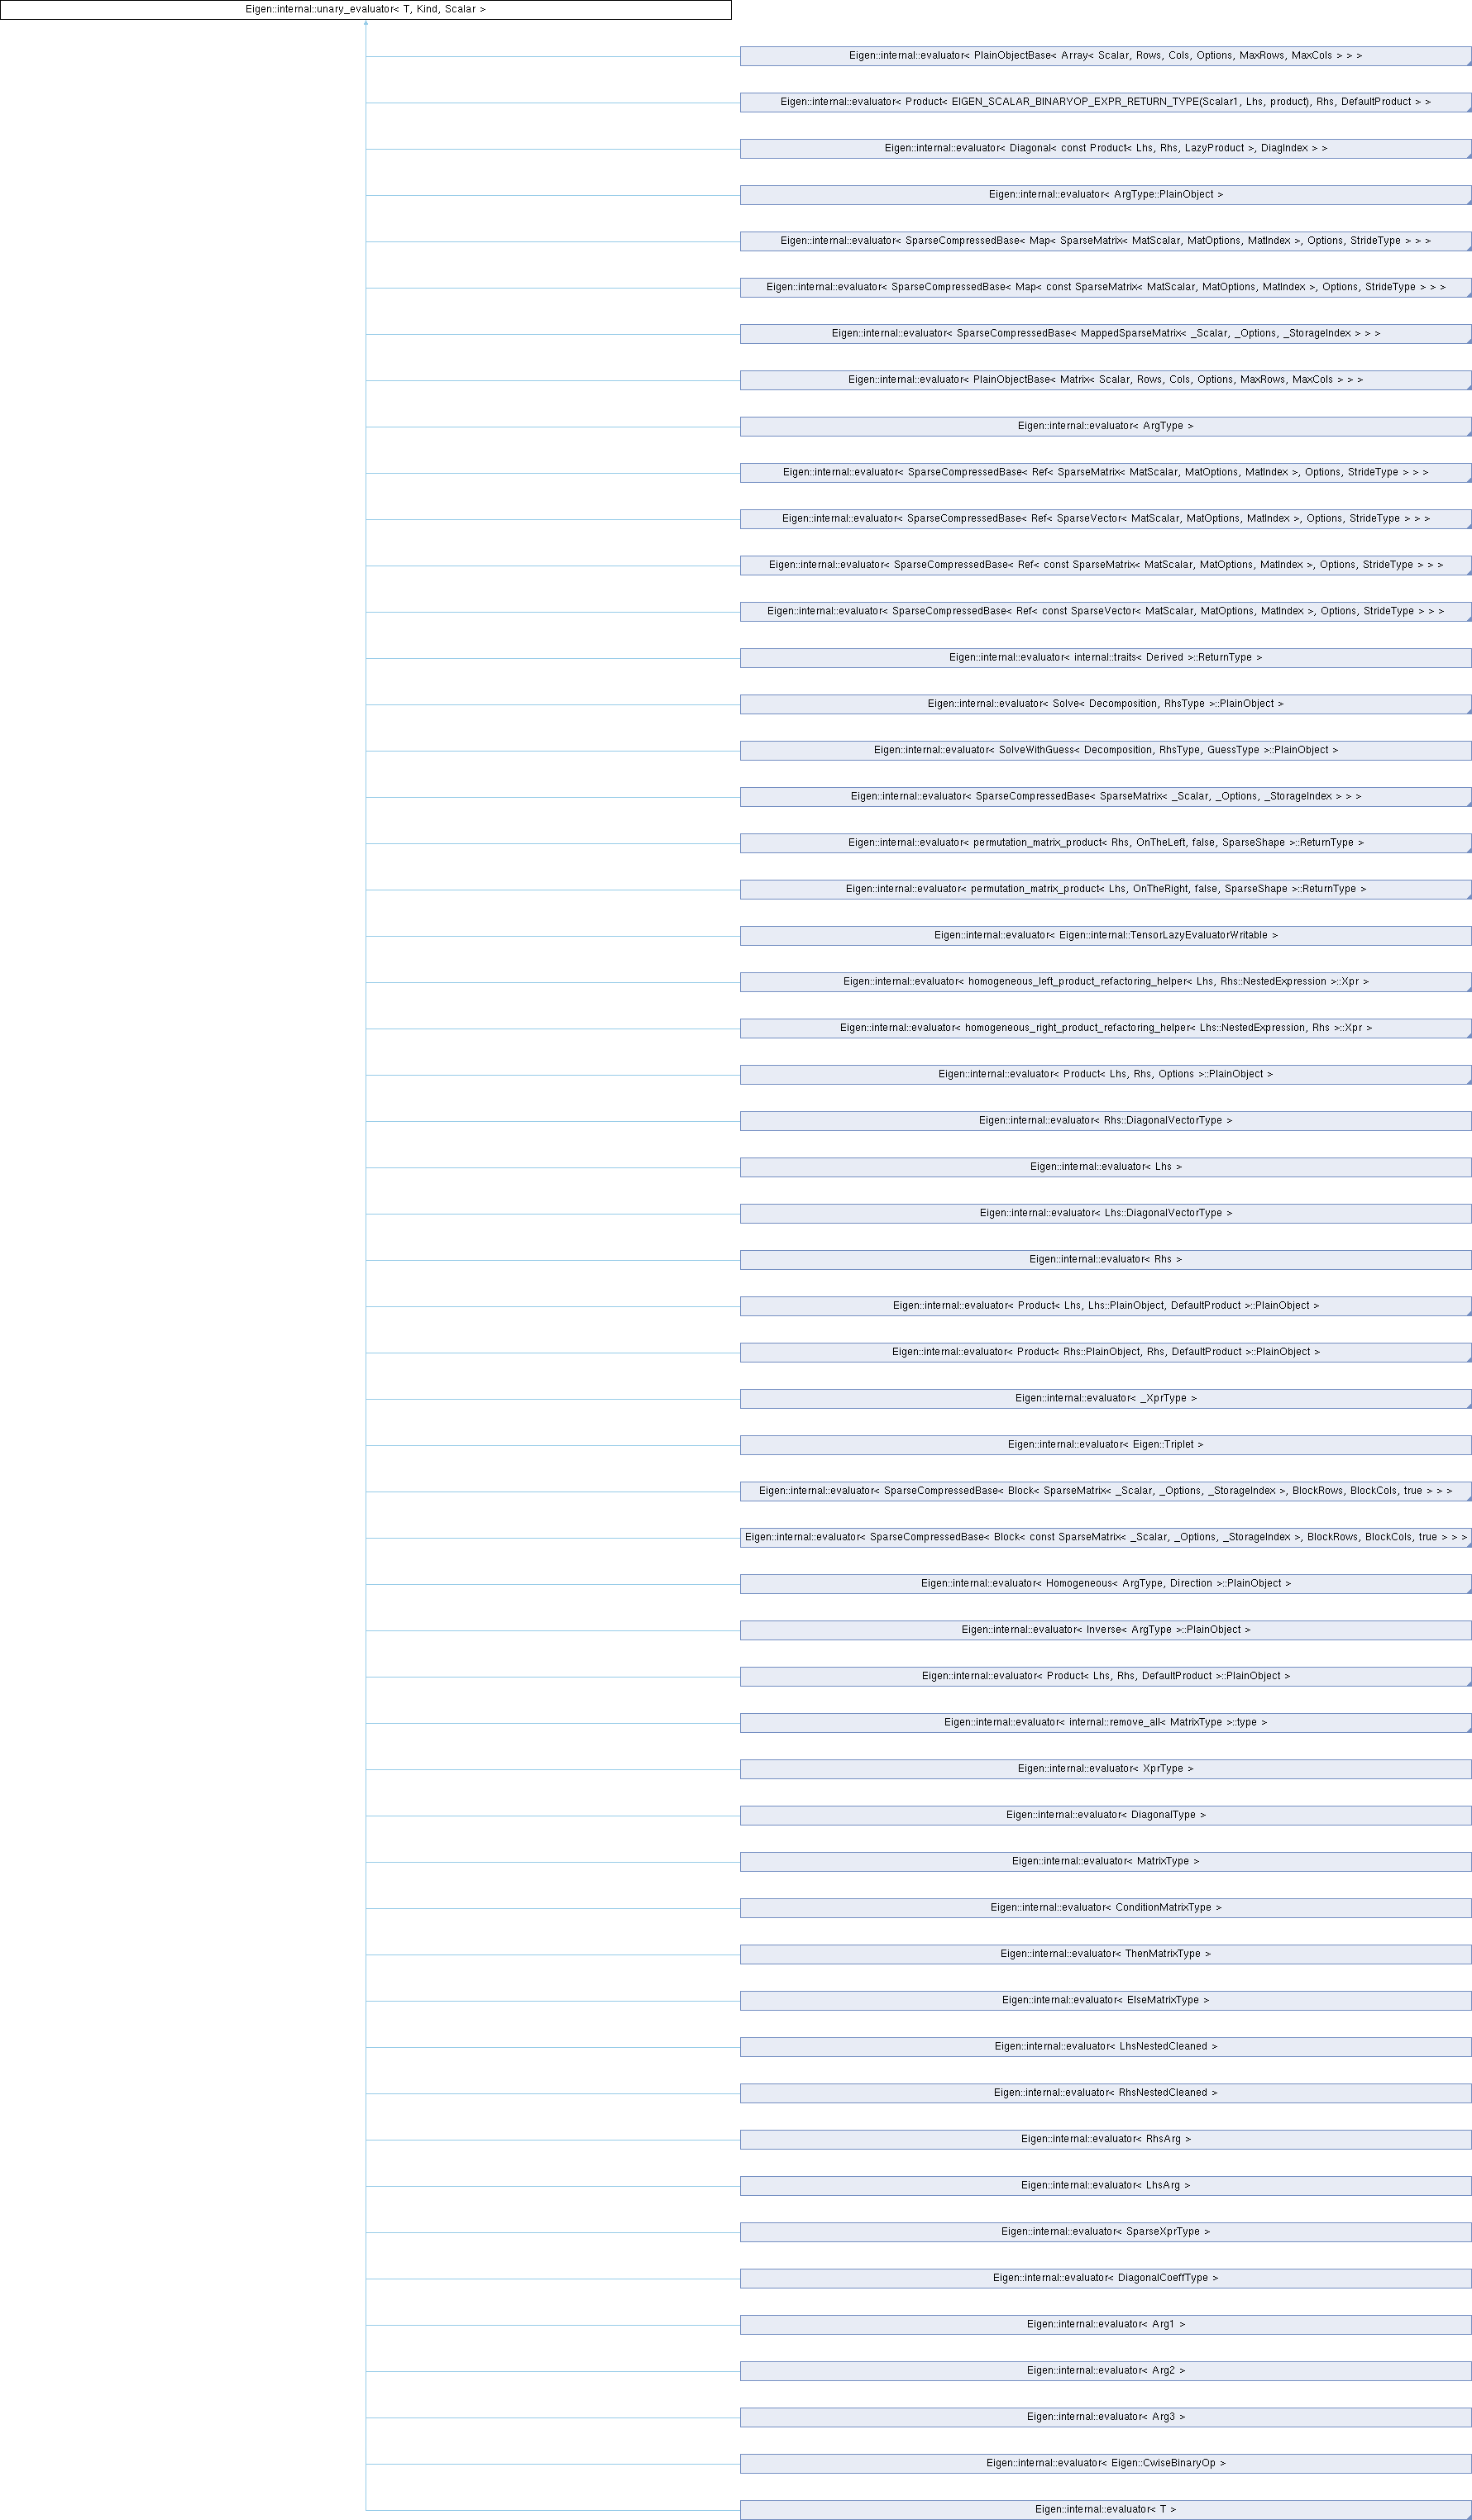 Eigen::internal::unary_evaluator< T, Kind, Scalar >
Eigen::internal::evaluator< PlainObjectBase< Array< Scalar, Rows, Cols, Options, MaxRows, MaxCols > > >
Eigen::internal::evaluator< Product< EIGEN_SCALAR_BINARYOP_EXPR_RETURN_TYPE(Scalar1, Lhs, product), Rhs, DefaultProduct > >
Eigen::internal::evaluator< Diagonal< const Product< Lhs, Rhs, LazyProduct >, DiagIndex > >
Eigen::internal::evaluator< ArgType::PlainObject >
Eigen::internal::evaluator< SparseCompressedBase< Map< SparseMatrix< MatScalar, MatOptions, MatIndex >, Options, StrideType > > >
Eigen::internal::evaluator< SparseCompressedBase< Map< const SparseMatrix< MatScalar, MatOptions, MatIndex >, Options, StrideType > > >
Eigen::internal::evaluator< SparseCompressedBase< MappedSparseMatrix< _Scalar, _Options, _StorageIndex > > >
Eigen::internal::evaluator< PlainObjectBase< Matrix< Scalar, Rows, Cols, Options, MaxRows, MaxCols > > >
Eigen::internal::evaluator< ArgType >
Eigen::internal::evaluator< SparseCompressedBase< Ref< SparseMatrix< MatScalar, MatOptions, MatIndex >, Options, StrideType > > >
Eigen::internal::evaluator< SparseCompressedBase< Ref< SparseVector< MatScalar, MatOptions, MatIndex >, Options, StrideType > > >
Eigen::internal::evaluator< SparseCompressedBase< Ref< const SparseMatrix< MatScalar, MatOptions, MatIndex >, Options, StrideType > > >
Eigen::internal::evaluator< SparseCompressedBase< Ref< const SparseVector< MatScalar, MatOptions, MatIndex >, Options, StrideType > > >
Eigen::internal::evaluator< internal::traits< Derived >::ReturnType >
Eigen::internal::evaluator< Solve< Decomposition, RhsType >::PlainObject >
Eigen::internal::evaluator< SolveWithGuess< Decomposition, RhsType, GuessType >::PlainObject >
Eigen::internal::evaluator< SparseCompressedBase< SparseMatrix< _Scalar, _Options, _StorageIndex > > >
Eigen::internal::evaluator< permutation_matrix_product< Rhs, OnTheLeft, false, SparseShape >::ReturnType >
Eigen::internal::evaluator< permutation_matrix_product< Lhs, OnTheRight, false, SparseShape >::ReturnType >
Eigen::internal::evaluator< Eigen::internal::TensorLazyEvaluatorWritable >
Eigen::internal::evaluator< homogeneous_left_product_refactoring_helper< Lhs, Rhs::NestedExpression >::Xpr >
Eigen::internal::evaluator< homogeneous_right_product_refactoring_helper< Lhs::NestedExpression, Rhs >::Xpr >
Eigen::internal::evaluator< Product< Lhs, Rhs, Options >::PlainObject >
Eigen::internal::evaluator< Rhs::DiagonalVectorType >
Eigen::internal::evaluator< Lhs >
Eigen::internal::evaluator< Lhs::DiagonalVectorType >
Eigen::internal::evaluator< Rhs >
Eigen::internal::evaluator< Product< Lhs, Lhs::PlainObject, DefaultProduct >::PlainObject >
Eigen::internal::evaluator< Product< Rhs::PlainObject, Rhs, DefaultProduct >::PlainObject >
Eigen::internal::evaluator< _XprType >
Eigen::internal::evaluator< Eigen::Triplet >
Eigen::internal::evaluator< SparseCompressedBase< Block< SparseMatrix< _Scalar, _Options, _StorageIndex >, BlockRows, BlockCols, true > > >
Eigen::internal::evaluator< SparseCompressedBase< Block< const SparseMatrix< _Scalar, _Options, _StorageIndex >, BlockRows, BlockCols, true > > >
Eigen::internal::evaluator< Homogeneous< ArgType, Direction >::PlainObject >
Eigen::internal::evaluator< Inverse< ArgType >::PlainObject >
Eigen::internal::evaluator< Product< Lhs, Rhs, DefaultProduct >::PlainObject >
Eigen::internal::evaluator< internal::remove_all< MatrixType >::type >
Eigen::internal::evaluator< XprType >
Eigen::internal::evaluator< DiagonalType >
Eigen::internal::evaluator< MatrixType >
Eigen::internal::evaluator< ConditionMatrixType >
Eigen::internal::evaluator< ThenMatrixType >
Eigen::internal::evaluator< ElseMatrixType >
Eigen::internal::evaluator< LhsNestedCleaned >
Eigen::internal::evaluator< RhsNestedCleaned >
Eigen::internal::evaluator< RhsArg >
Eigen::internal::evaluator< LhsArg >
Eigen::internal::evaluator< SparseXprType >
Eigen::internal::evaluator< DiagonalCoeffType >
Eigen::internal::evaluator< Arg1 >
Eigen::internal::evaluator< Arg2 >
Eigen::internal::evaluator< Arg3 >
Eigen::internal::evaluator< Eigen::CwiseBinaryOp >
Eigen::internal::evaluator< T >